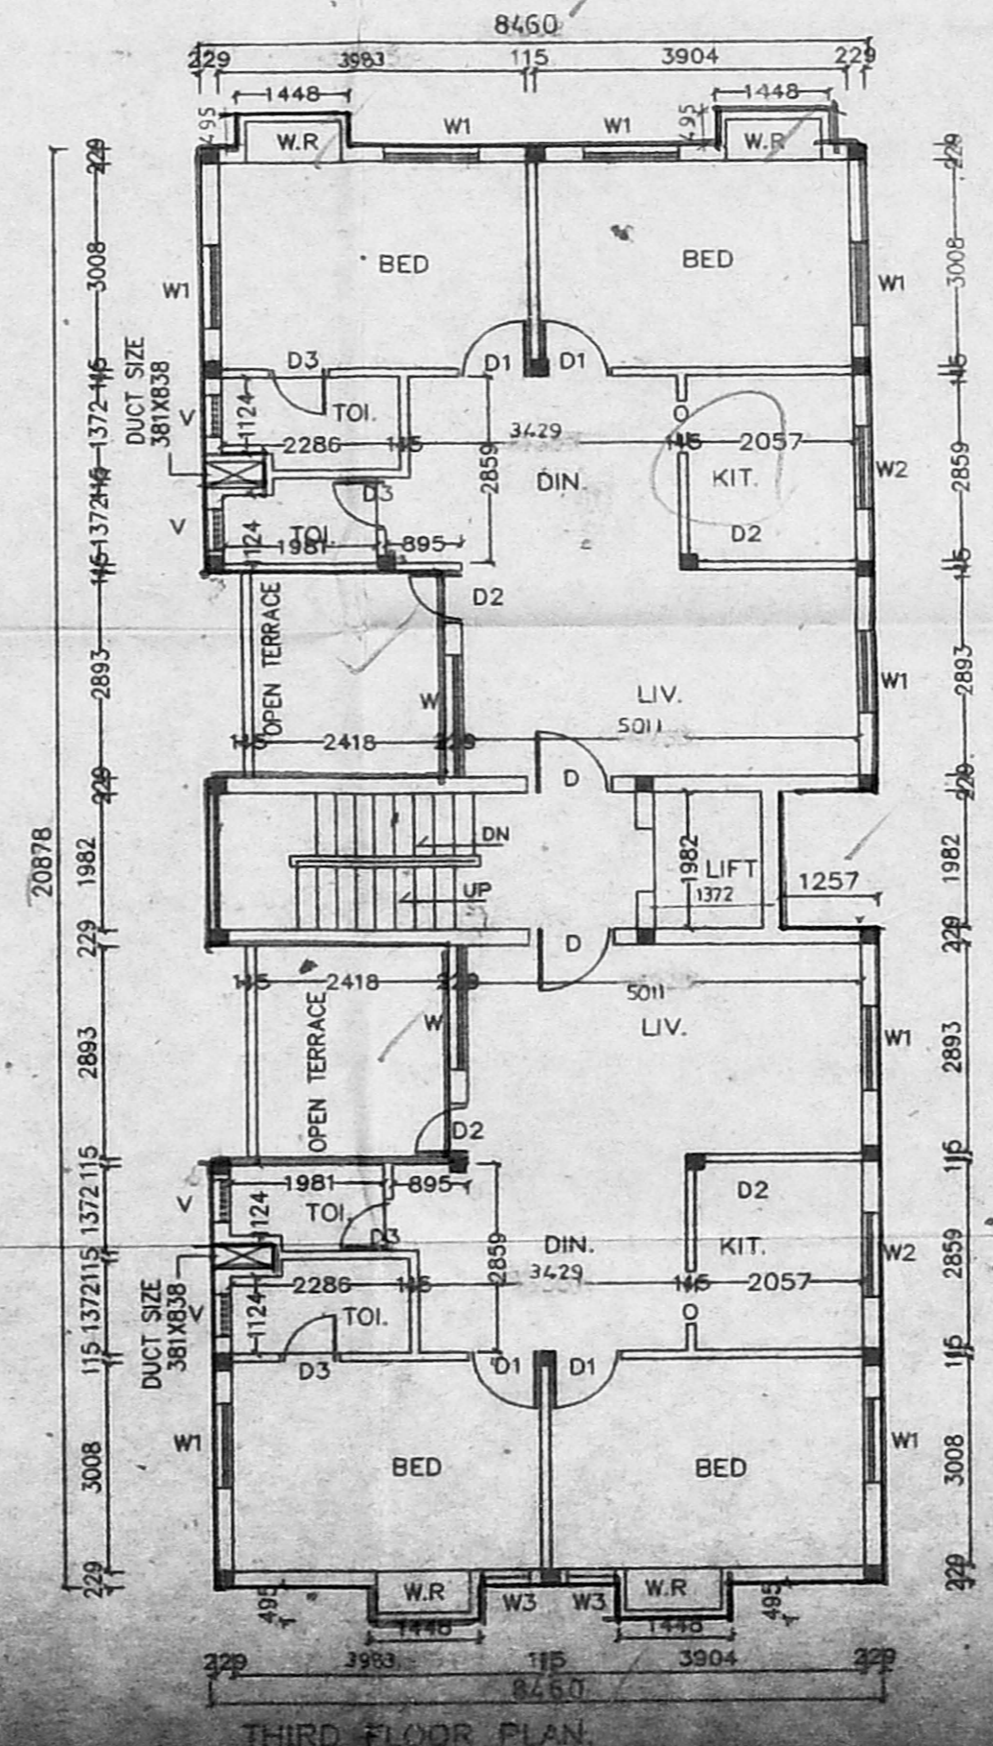 8460
229 3983 115 3904 229
1448 1448
495 W.R W1 W1 495 W.R
229 229
3008 BED BED 3008
W1 W1
DUCT SIZE
381X838
D3 D1 D1
115 115
V 1124 TOI. O
1372 2286 115 3429 115 2057
2859 DIN. KIT. W2 2859
115 D3
V 1372 1124 TOI. D2
1981 895
115 115
OPEN TERRACE D2
2893 W LIV. W1 2893
115 2418 229 5011
229 D 229
20878
1982 DN 1982 LIFT 1982
UP 1372 1257
229 D 229
115 2418 229 5011
OPEN TERRACE W LIV. W1
2893 2893
D2
115 115
1981 895 D2
V 1372 1124 TOI. D3
DIN. KIT. W2
115 2859 3429 2859
DUCT SIZE
381X838
2286 115 115 2057
V 1372 1124 TOI. O
115 D3 D1 D1 115
W1 W1
3008 BED BED 3008
229 229
495 W.R W3 W3 W.R 495
1448 1448
229 3983 115 3904 229
8460
THIRD FLOOR PLAN.